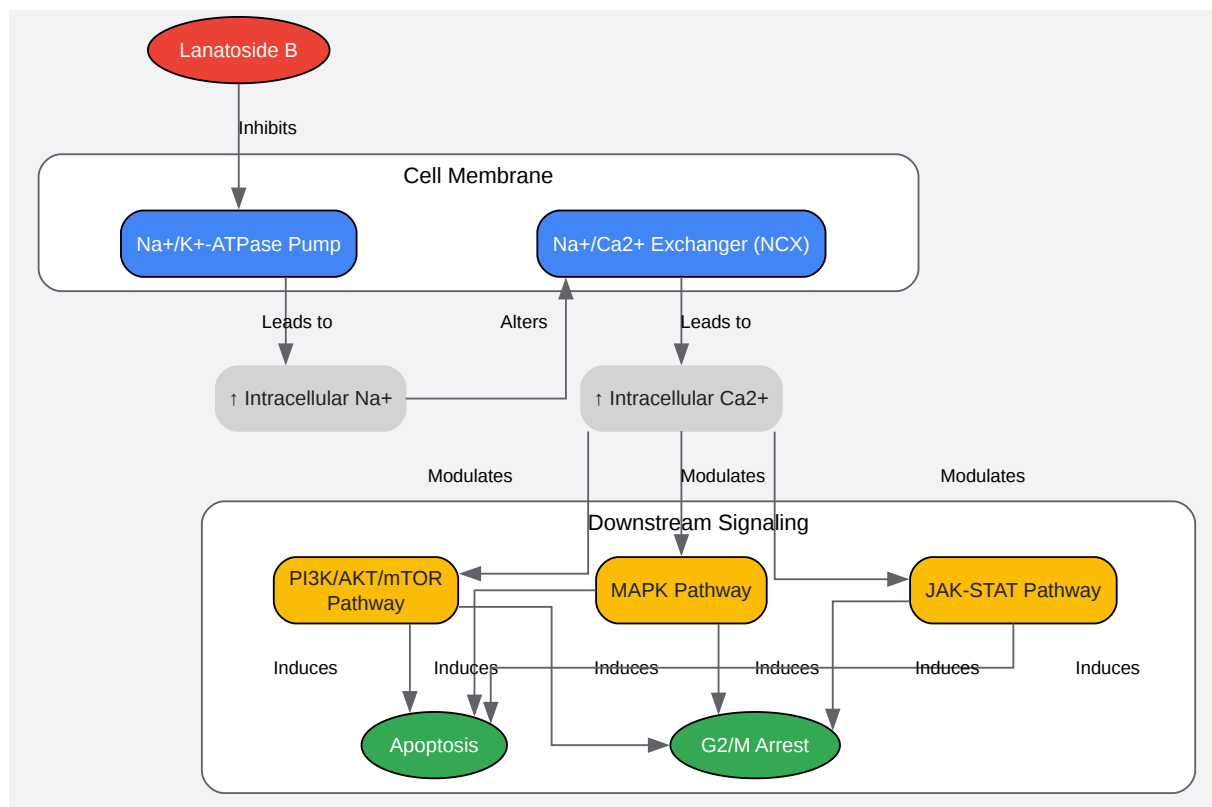 Lanatoside B
Inhibits
Cell Membrane
Na+/K+-ATPase Pump
Na+/Ca2+ Exchanger (NCX)
Leads to
Alters
Leads to
↑ Intracellular Na+
↑ Intracellular Ca2+
Modulates
Modulates
Modulates
Downstream Signaling
PI3K/AKT/mTOR
Pathway
MAPK Pathway
JAK-STAT Pathway
Induces
Induces
Induces
Induces
Induces
Induces
Apoptosis
G2/M Arrest